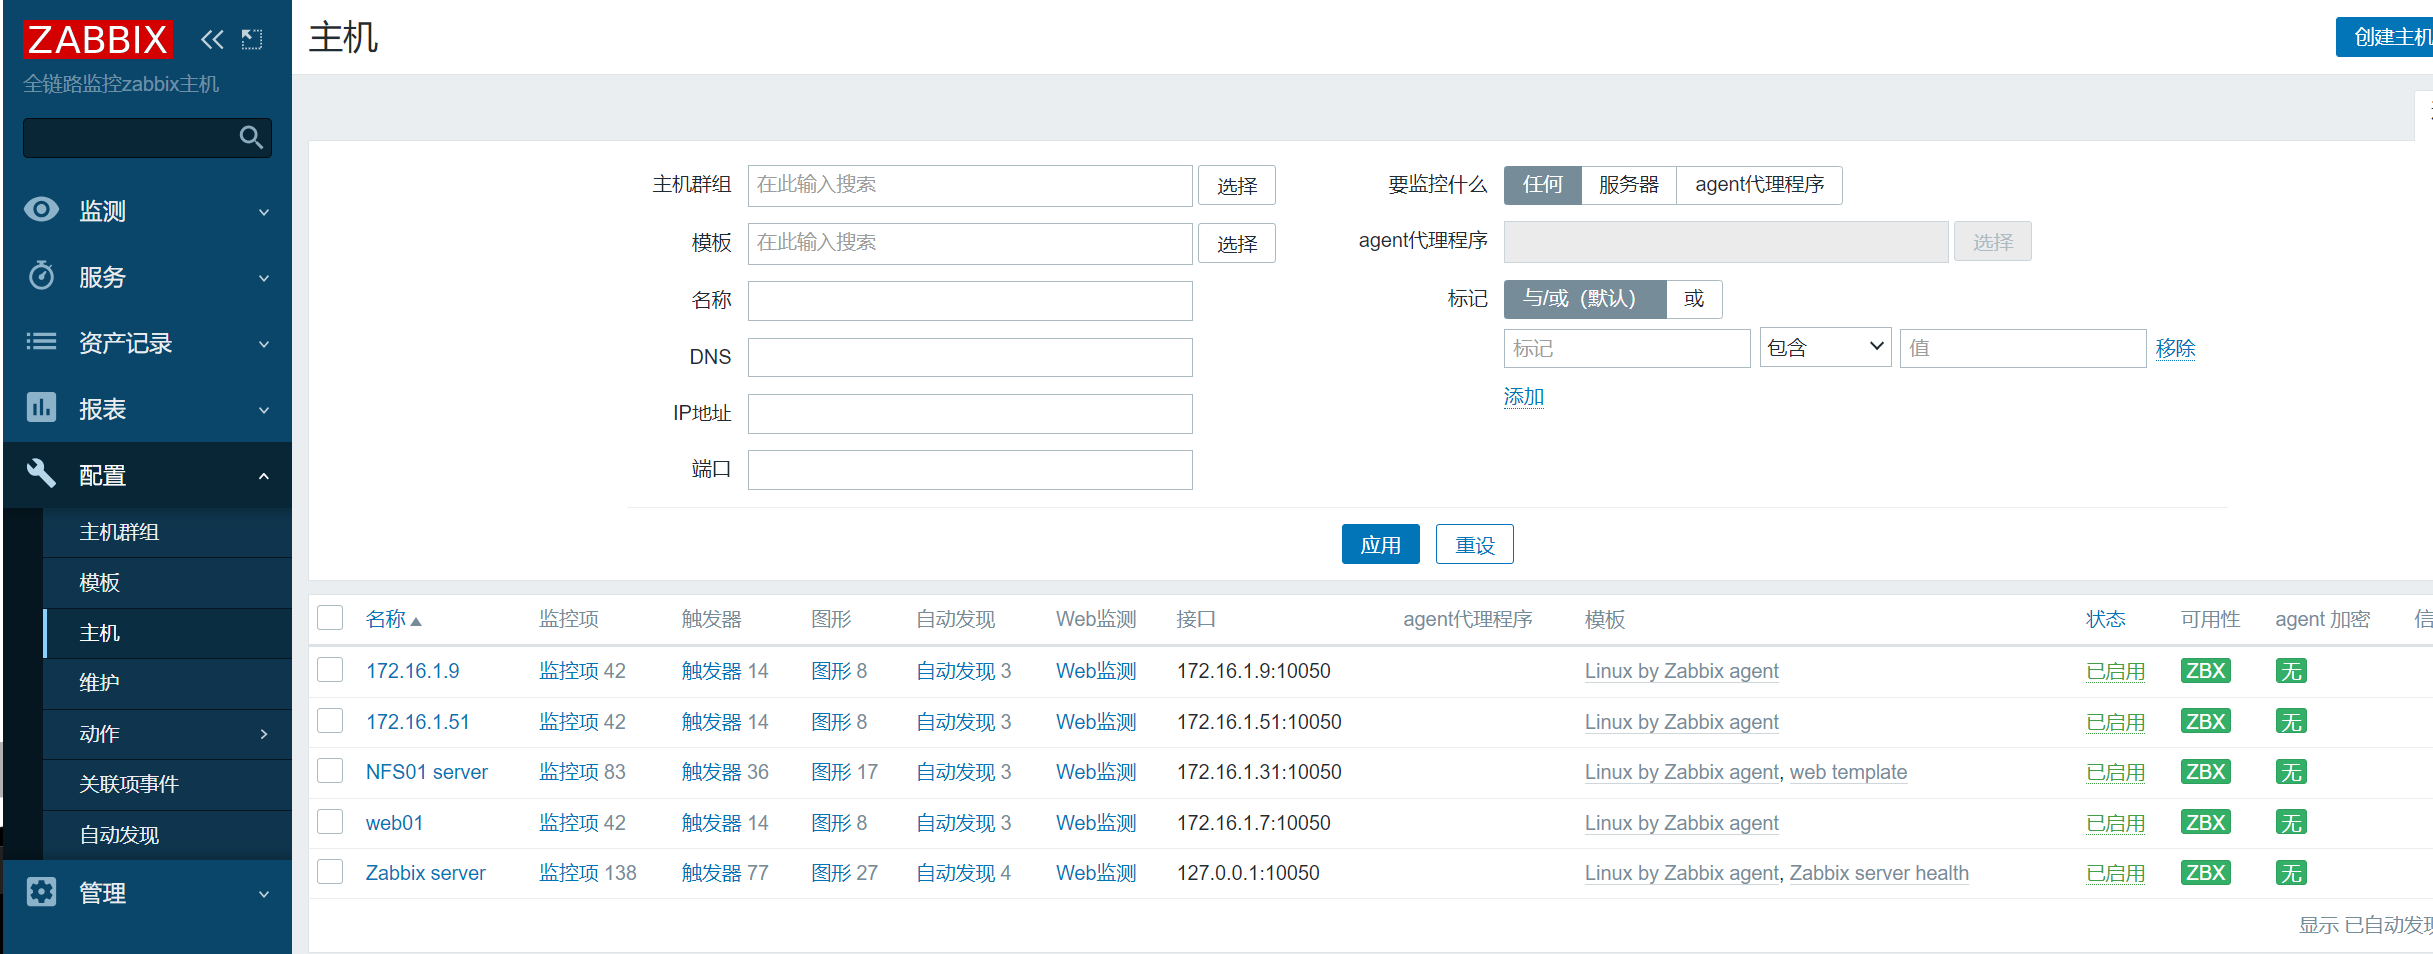 ZABBIX
全链路监控zabbix主机
监测
服务
资产记录
报表
配置
主机群组
模板
主机
维护
动作
关联项事件
自动发现
管理
主机
创建主机
主机群组 在此输入搜索 选择
模板 在此输入搜索 选择
名称
DNS
IP地址
端口
要监控什么 任何 服务器 agent代理程序
agent代理程序 选择
标记 与/或（默认） 或
标记 包含 值 移除
添加
应用 重设
名称 监控项 触发器 图形 自动发现 Web监测 接口 agent代理程序 模板 状态 可用性 agent 加密 信
172.16.1.9 监控项 42 触发器 14 图形 8 自动发现 3 Web监测 172.16.1.9:10050 Linux by Zabbix agent 已启用 ZBX 无
172.16.1.51 监控项 42 触发器 14 图形 8 自动发现 3 Web监测 172.16.1.51:10050 Linux by Zabbix agent 已启用 ZBX 无
NFS01 server 监控项 83 触发器 36 图形 17 自动发现 3 Web监测 172.16.1.31:10050 Linux by Zabbix agent, web template 已启用 ZBX 无
web01 监控项 42 触发器 14 图形 8 自动发现 3 Web监测 172.16.1.7:10050 Linux by Zabbix agent 已启用 ZBX 无
Zabbix server 监控项 138 触发器 77 图形 27 自动发现 4 Web监测 127.0.0.1:10050 Linux by Zabbix agent, Zabbix server health 已启用 ZBX 无
显示 已自动发现